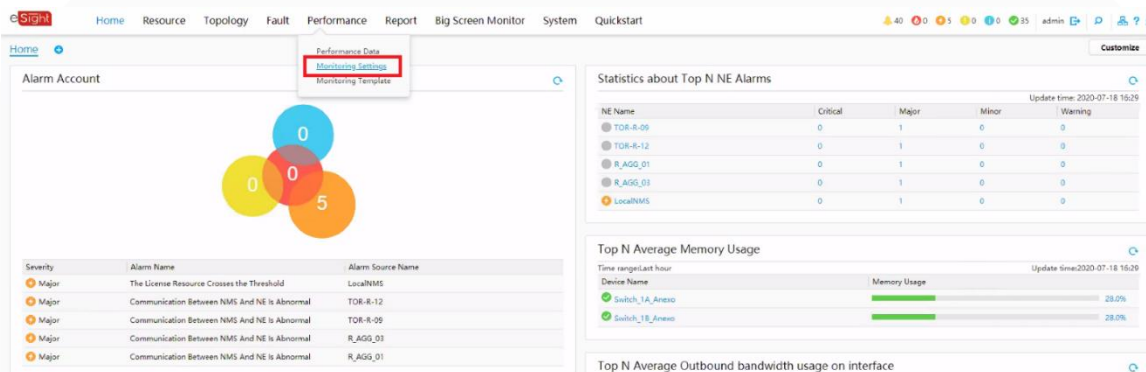 eSight Home Resource Topology Fault Performance Report Big Screen Monitor System Quickstart 40 0 5 0 0 35 admin ?
Home Customize
Performance Data
Monitoring Settings
Monitoring Template
Alarm Account
0
0
0
5
Severity Alarm Name Alarm Source Name
Major The License Resource Crosses the Threshold LocalNMS
Major Communication Between NMS And NE Is Abnormal TOR-R-12
Major Communication Between NMS And NE Is Abnormal TOR-R-09
Major Communication Between NMS And NE Is Abnormal R_AGG_03
Major Communication Between NMS And NE Is Abnormal R_AGG_01
Statistics about Top N NE Alarms
Update time: 2020-07-18 16:29
NE Name Critical Major Minor Warning
TOR-R-09 0 1 0 0
TOR-R-12 0 1 0 0
R_AGG_01 0 1 0 0
R_AGG_03 0 1 0 0
LocalNMS 0 1 0 0
Top N Average Memory Usage
Time range:Last hour Update time:2020-07-18 16:29
Device Name Memory Usage
Switch_1A_Anexo 28.0%
Switch_1B_Anexo 28.0%
Top N Average Outbound bandwidth usage on interface